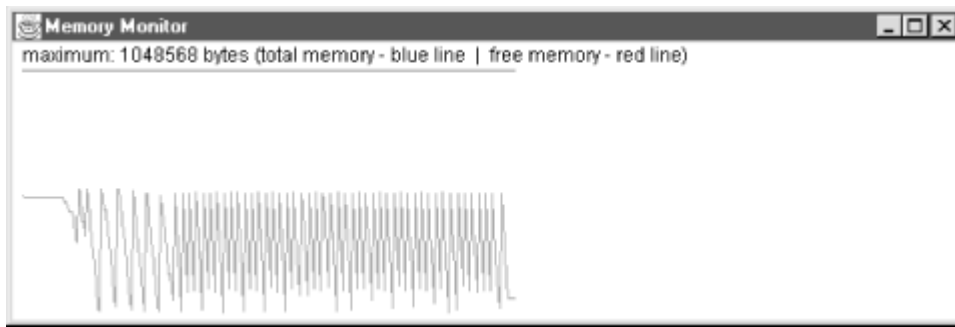 Memory Monitor
maximum: 1048568 bytes (total memory - blue line | free memory - red line)